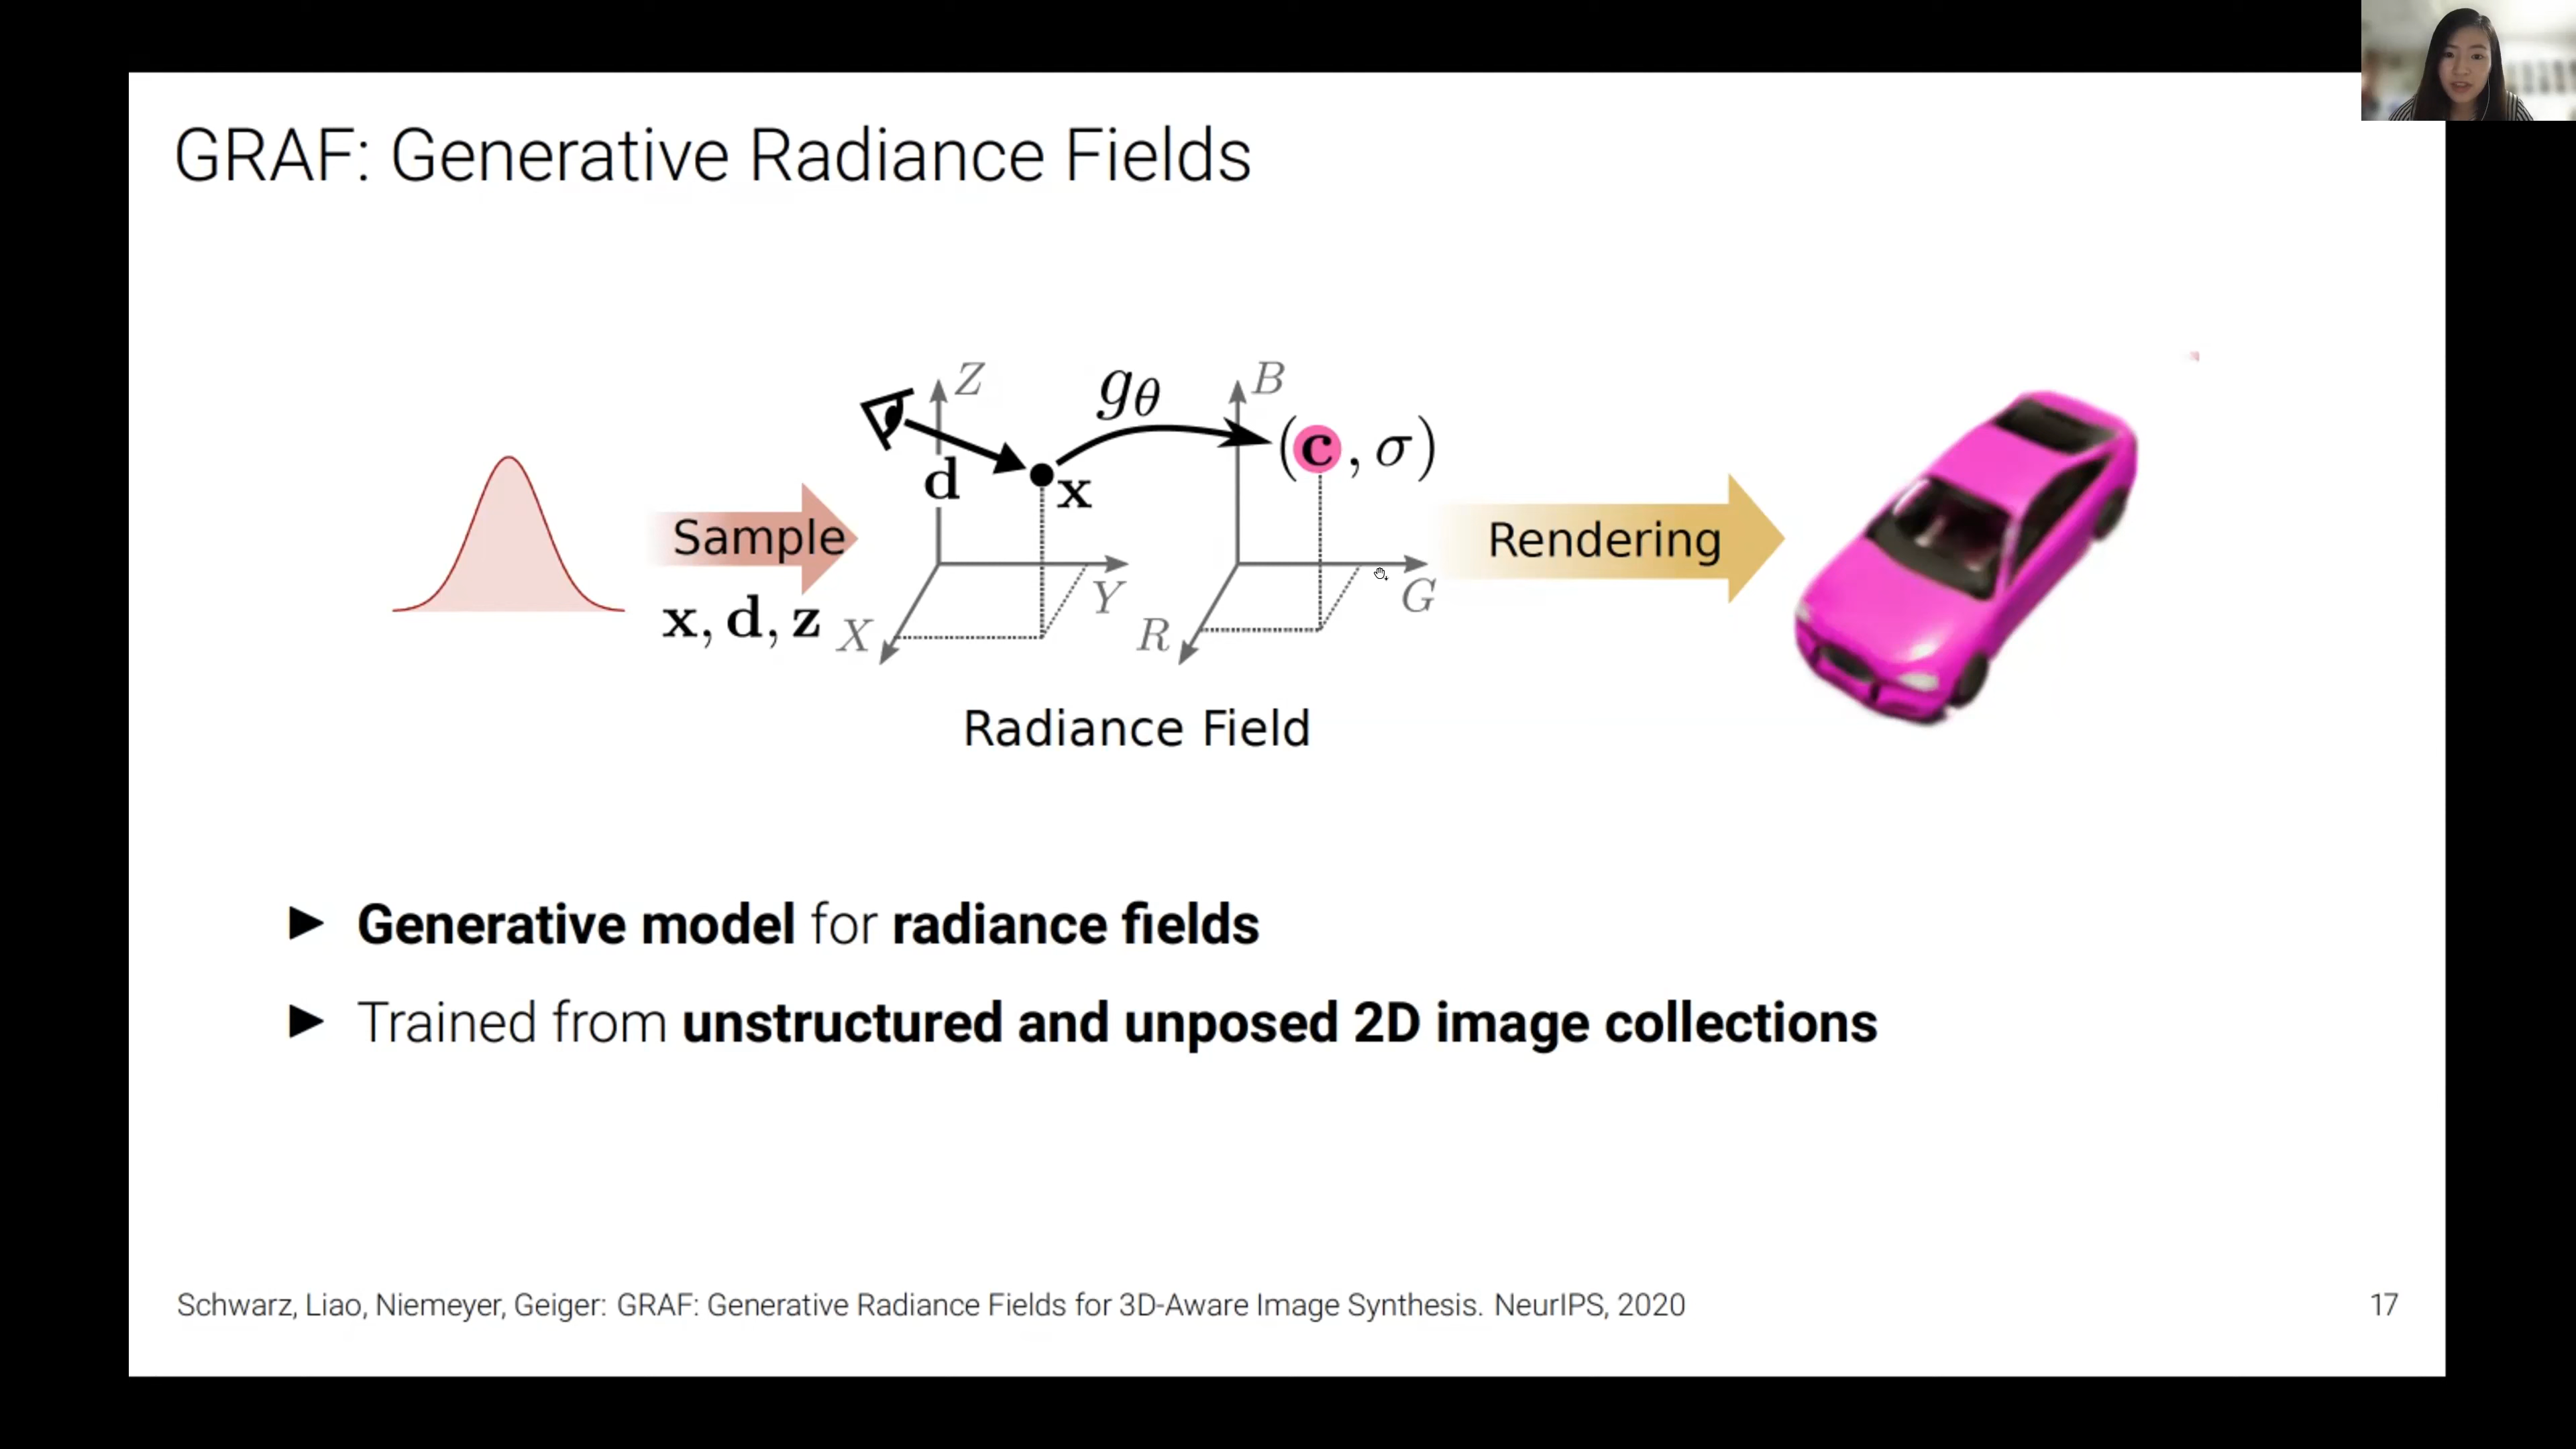 GRAF: Generative Radiance Fields
Z
g_θ
B
(c, σ)
d
x
Sample
Rendering
x, d, z
X
Y
R
G
Radiance Field
► Generative model for radiance fields
► Trained from unstructured and unposed 2D image collections
Schwarz, Liao, Niemeyer, Geiger: GRAF: Generative Radiance Fields for 3D-Aware Image Synthesis. NeurIPS, 2020
17